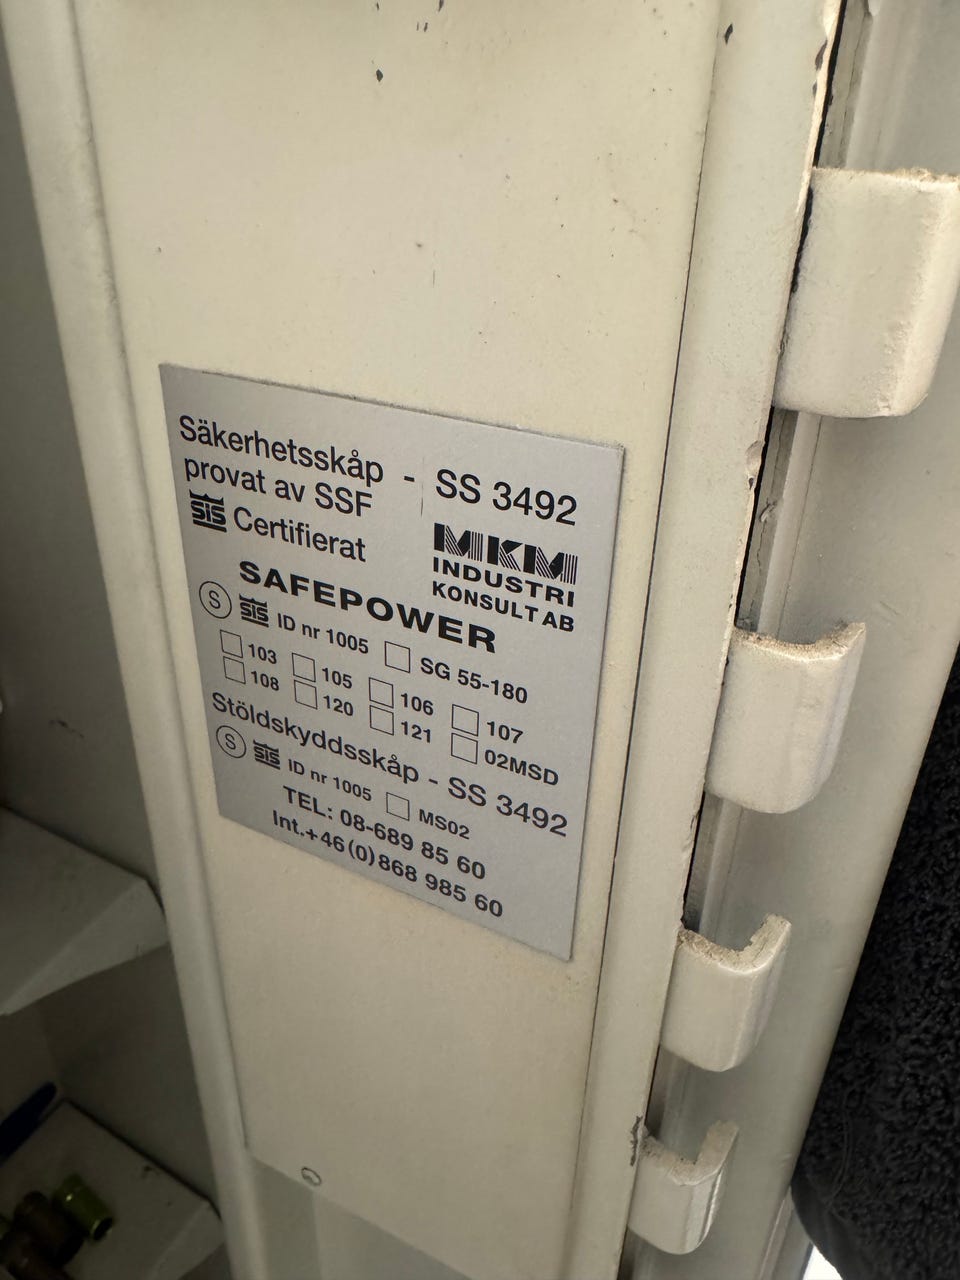 Säkerhetsskåp - SS 3492
provat av SSF
SIS Certifierat
MKM
INDUSTRI
KONSULT AB
SAFEPOWER
S SIS ID nr 1005 □ SG 55-180
□ 103 □ 105 □ 106 □ 107
□ 108 □ 120 □ 121 □ 02MSD
Stöldskyddsskåp - SS 3492
S SIS ID nr 1005 □ MS02
TEL: 08-689 85 60
Int.+46(0)868 985 60